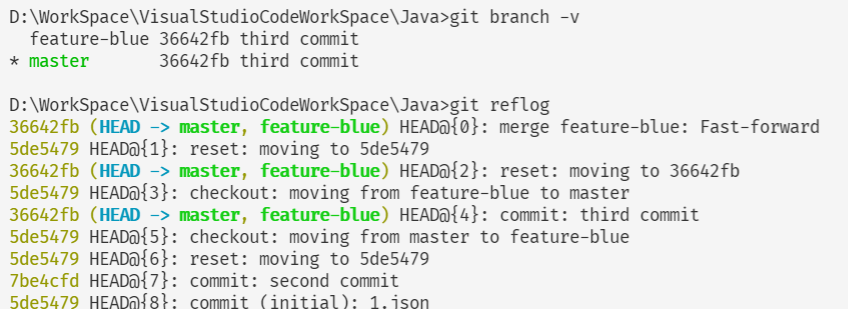 D:\WorkSpace\VisualStudioCodeWorkSpace\Java>git branch -v
feature-blue 36642fb third commit
* master 36642fb third commit
D:\WorkSpace\VisualStudioCodeWorkSpace\Java>git reflog
36642fb (HEAD -> master, feature-blue) HEAD@{0}: merge feature-blue: Fast-forward
5de5479 HEAD@{1}: reset: moving to 5de5479
36642fb (HEAD -> master, feature-blue) HEAD@{2}: reset: moving to 36642fb
5de5479 HEAD@{3}: checkout: moving from feature-blue to master
36642fb (HEAD -> master, feature-blue) HEAD@{4}: commit: third commit
5de5479 HEAD@{5}: checkout: moving from master to feature-blue
5de5479 HEAD@{6}: reset: moving to 5de5479
7be4cfd HEAD@{7}: commit: second commit
5de5479 HEAD@{8}: commit (initial): 1.json